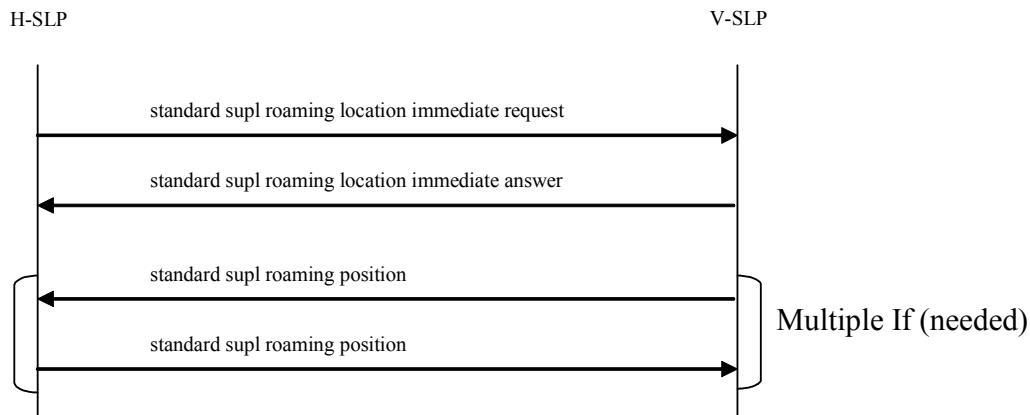 H-SLP
V-SLP
standard supl roaming location immediate request
standard supl roaming location immediate answer
standard supl roaming position
Multiple If (needed)
standard supl roaming position